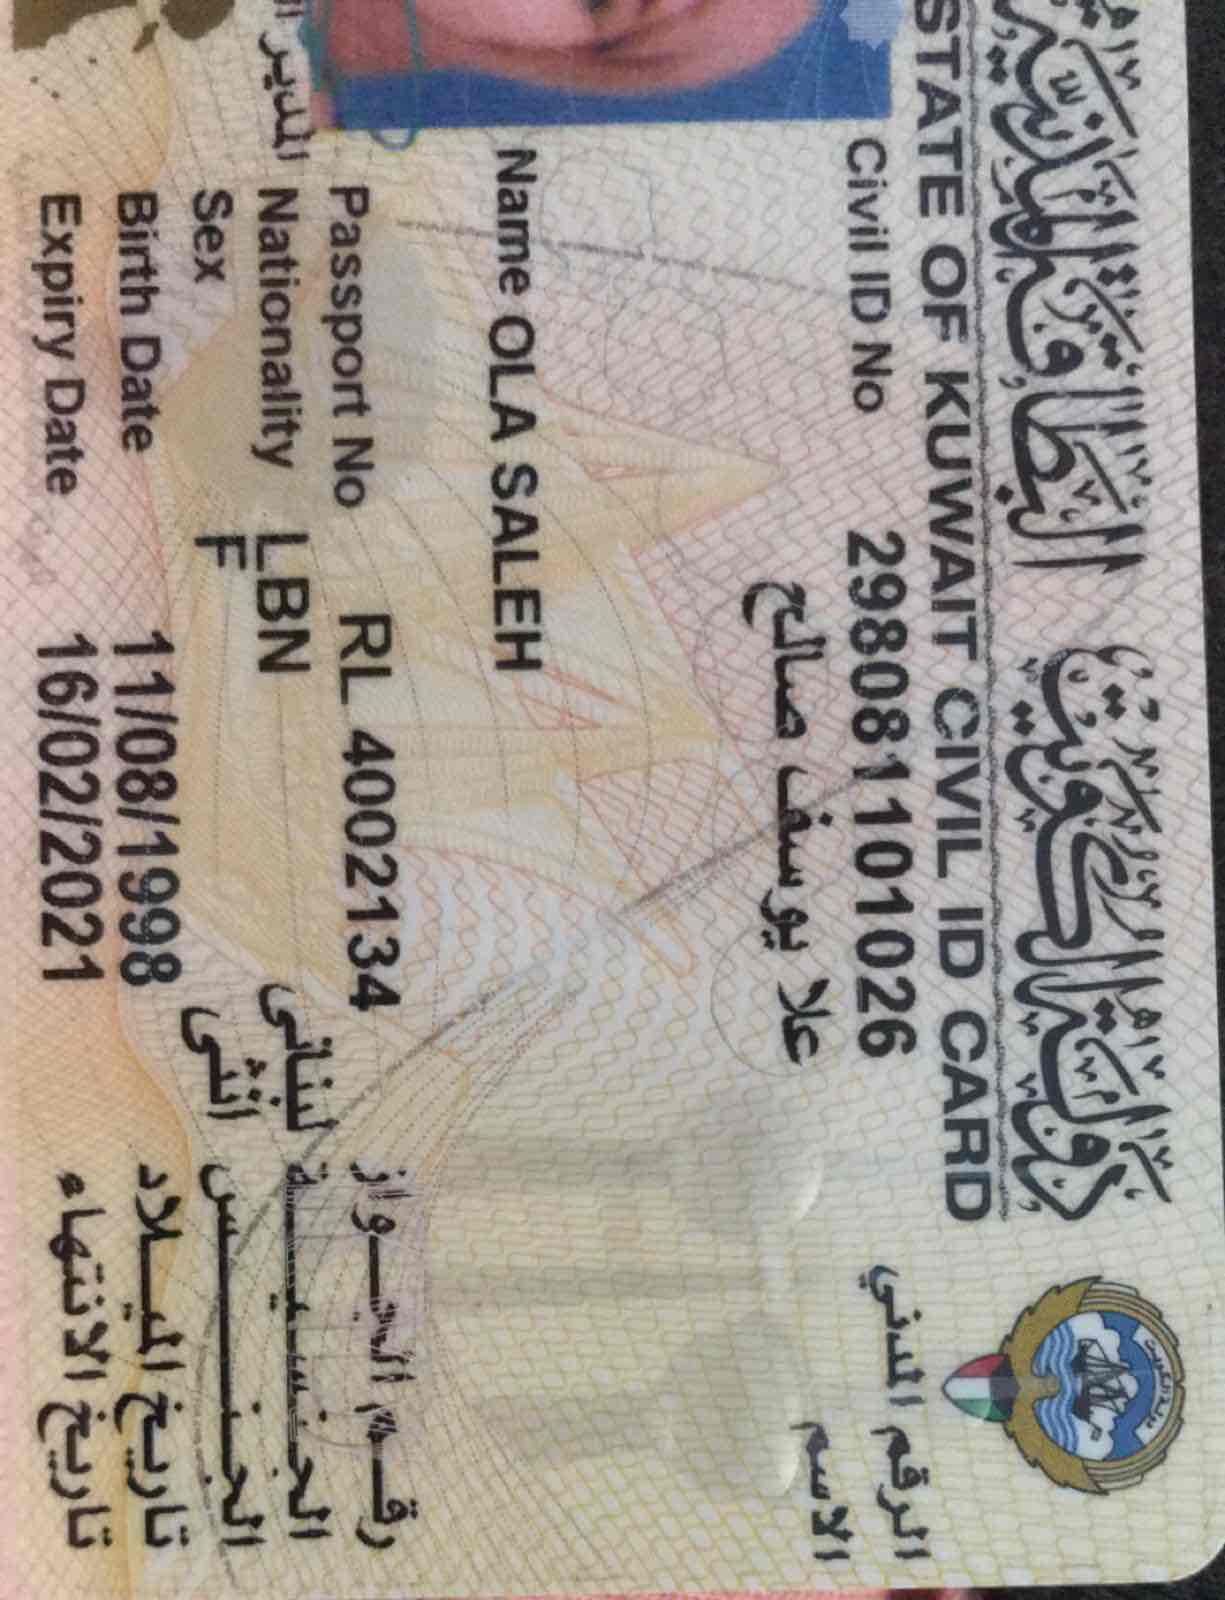 دولة الكويت البطاقة المدنية
STATE OF KUWAIT CIVIL ID CARD
Civil ID No 298081101026 الرقم المدني
علا يوسف صالح الاسم
Name OLA SALEH
Passport No RL 4002134 رقم الجواز
Nationality LBN لبناني الجنسية
Sex F انثى الجنس
Birth Date 11/08/1998 تاريخ الميلاد
Expiry Date 16/02/2021 تاريخ الانتهاء
المدير